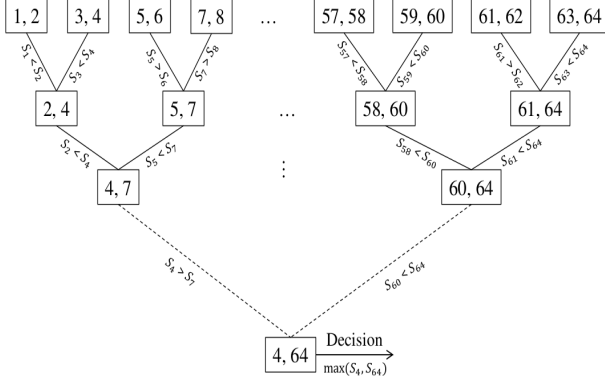 1, 2
3, 4
5, 6
7, 8
...
57, 58
59, 60
61, 62
63, 64
S₁ < S₂
S₃ < S₄
S₅ > S₆
S₇ > S₈
S₅₇ < S₅₈
S₅₉ < S₆₀
S₆₁ > S₆₂
S₆₃ < S₆₄
2, 4
5, 7
...
58, 60
61, 64
S₂ < S₄
S₅ < S₇
S₅₈ < S₆₀
S₆₁ < S₆₄
4, 7
⋮
60, 64
S₄ > S₇
S₆₀ < S₆₄
4, 64
Decision
max(S₄, S₆₄)